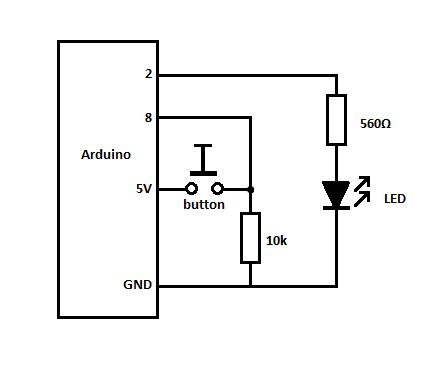 2
560Ω
8
Arduino
5V
button
LED
10k
GND